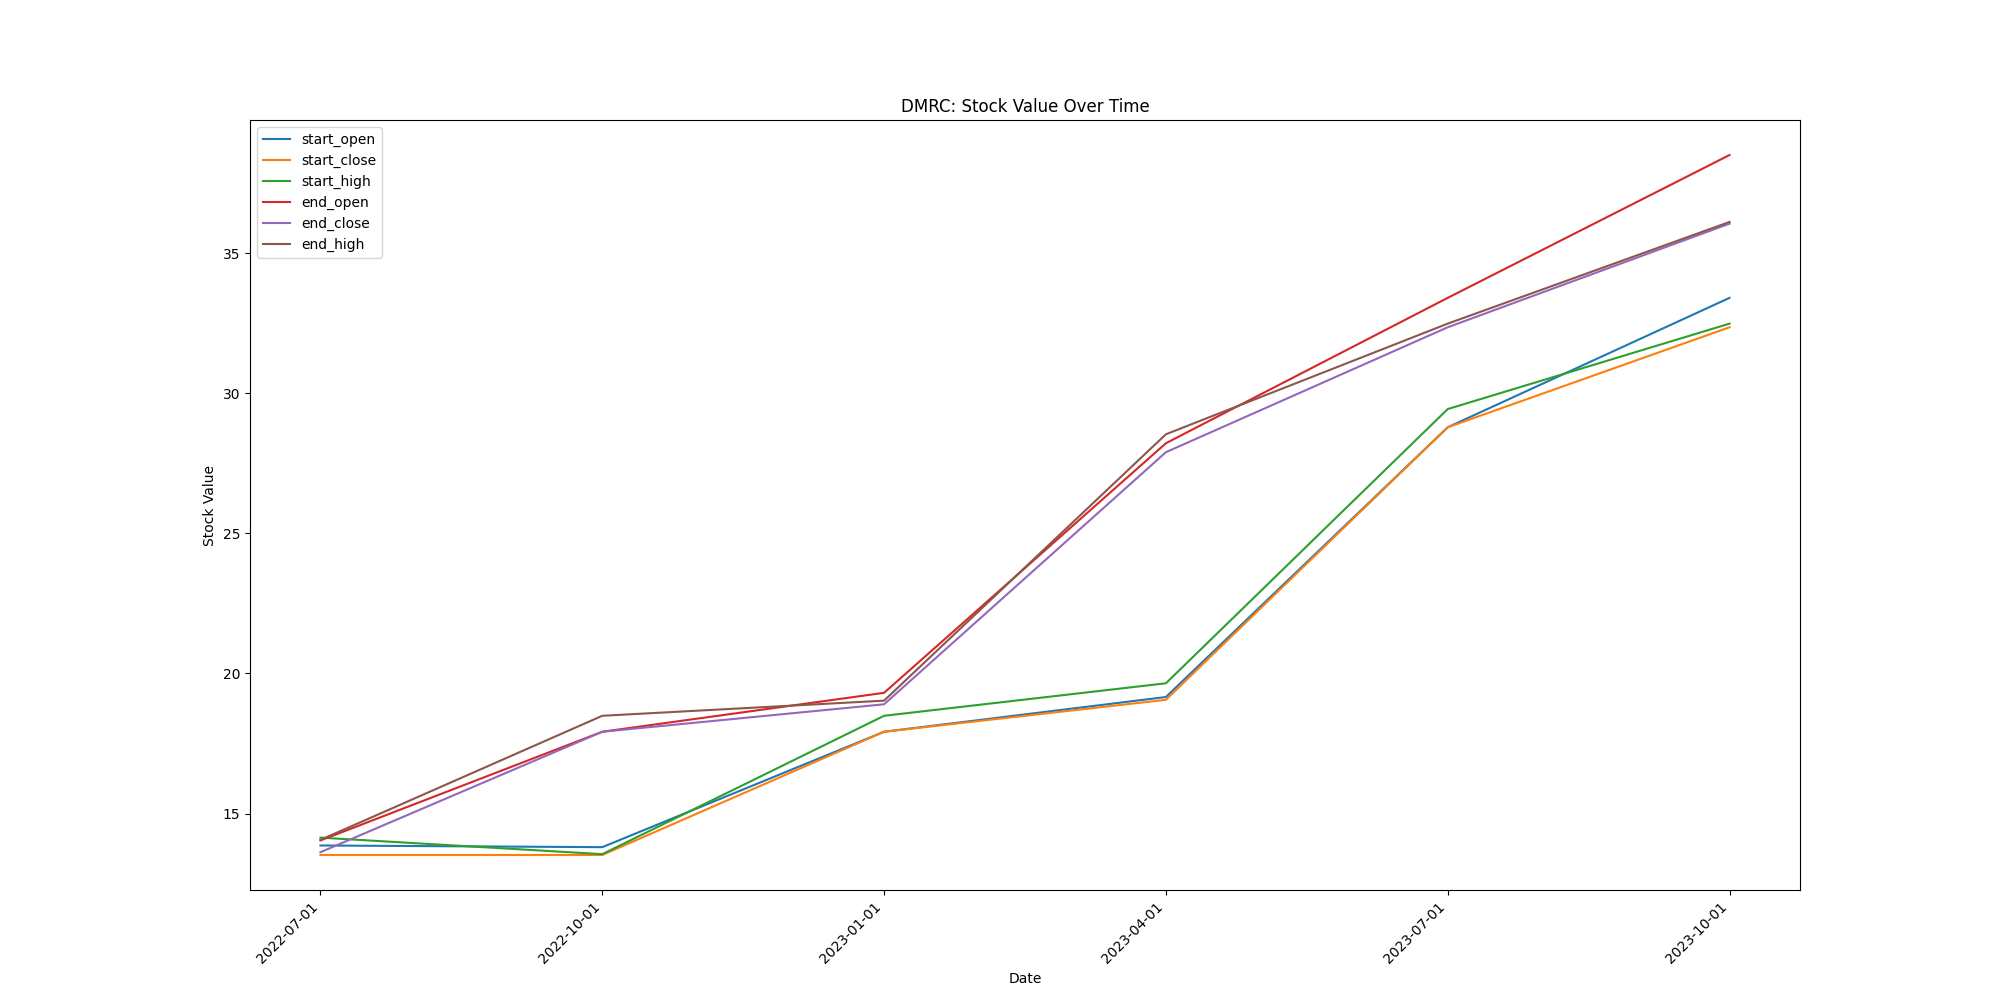 DMRC: Stock Value Over Time
start_open
start_close
start_high
end_open
end_close
end_high
Stock Value
35
30
25
20
15
2022-07-01
2022-10-01
2023-01-01
2023-04-01
2023-07-01
2023-10-01
Date